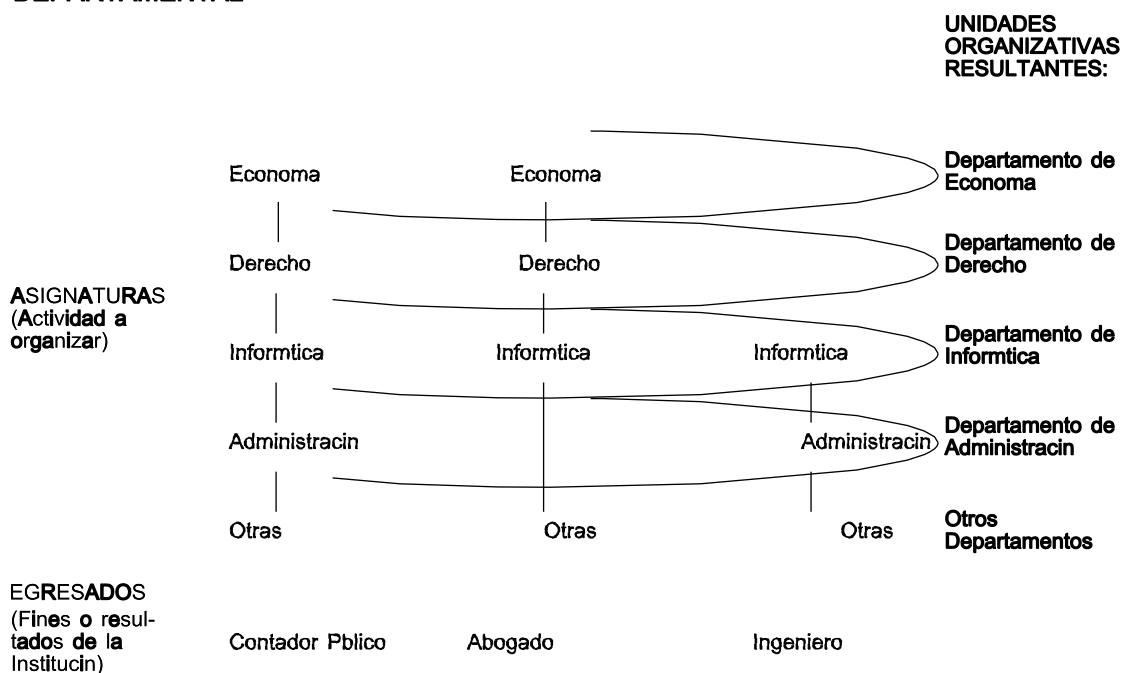 UNIDADES
ORGANIZATIVAS
RESULTANTES:
Economa Economa Departamento de
Economa
Derecho Derecho Departamento de
Derecho
ASIGNATURAS
(Actividad a
organizar)
Informtica Informtica Informtica Departamento de
Informtica
Administracin Administracin Departamento de
Administracin
Otras Otras Otras Otros
Departamentos
EGRESADOS
(Fines o resul-
tados de la
Institucin)
Contador Pblico Abogado Ingeniero